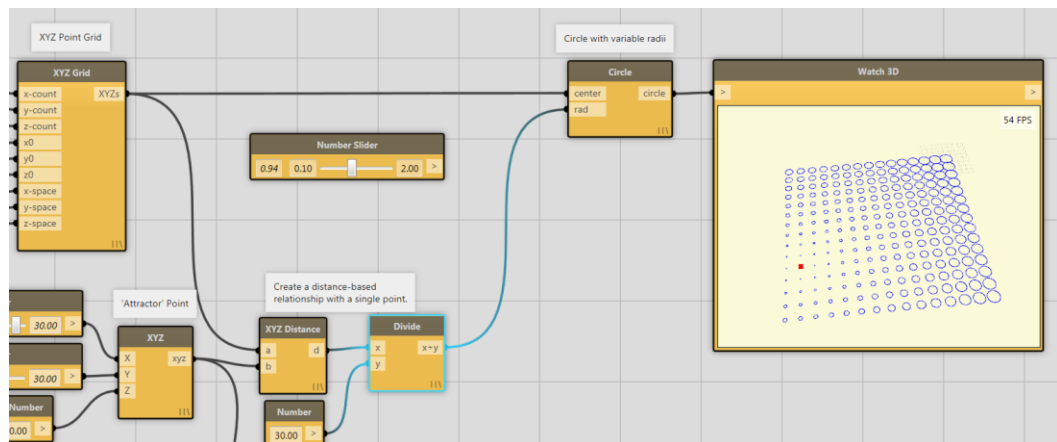 XYZ Point Grid
XYZ Grid
x-count XYZs
y-count
z-count
x0
y0
z0
x-space
y-space
z-space
Number Slider
0.94 0.10 2.00 >
Circle with variable radii
Circle
center circle
rad
Watch 3D
> >
54 FPS
'Attractor' Point
30.00 >
30.00 >
Number
0.00 >
XYZ
X xyz
Y
Z
Create a distance-based
relationship with a single point.
XYZ Distance
a d
b
Divide
x x÷y
y
Number
30.00 >